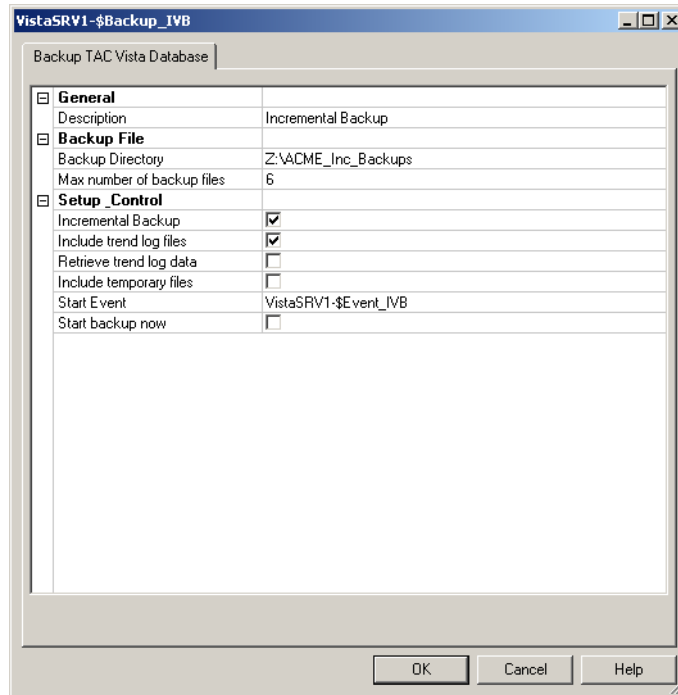 VistaSRV1-$Backup_IVB
Backup TAC Vista Database
General
Description Incremental Backup
Backup File
Backup Directory Z:\ACME_Inc_Backups
Max number of backup files 6
Setup _Control
Incremental Backup
Include trend log files
Retrieve trend log data
Include temporary files
Start Event VistaSRV1-$Event_IVB
Start backup now
OK Cancel Help